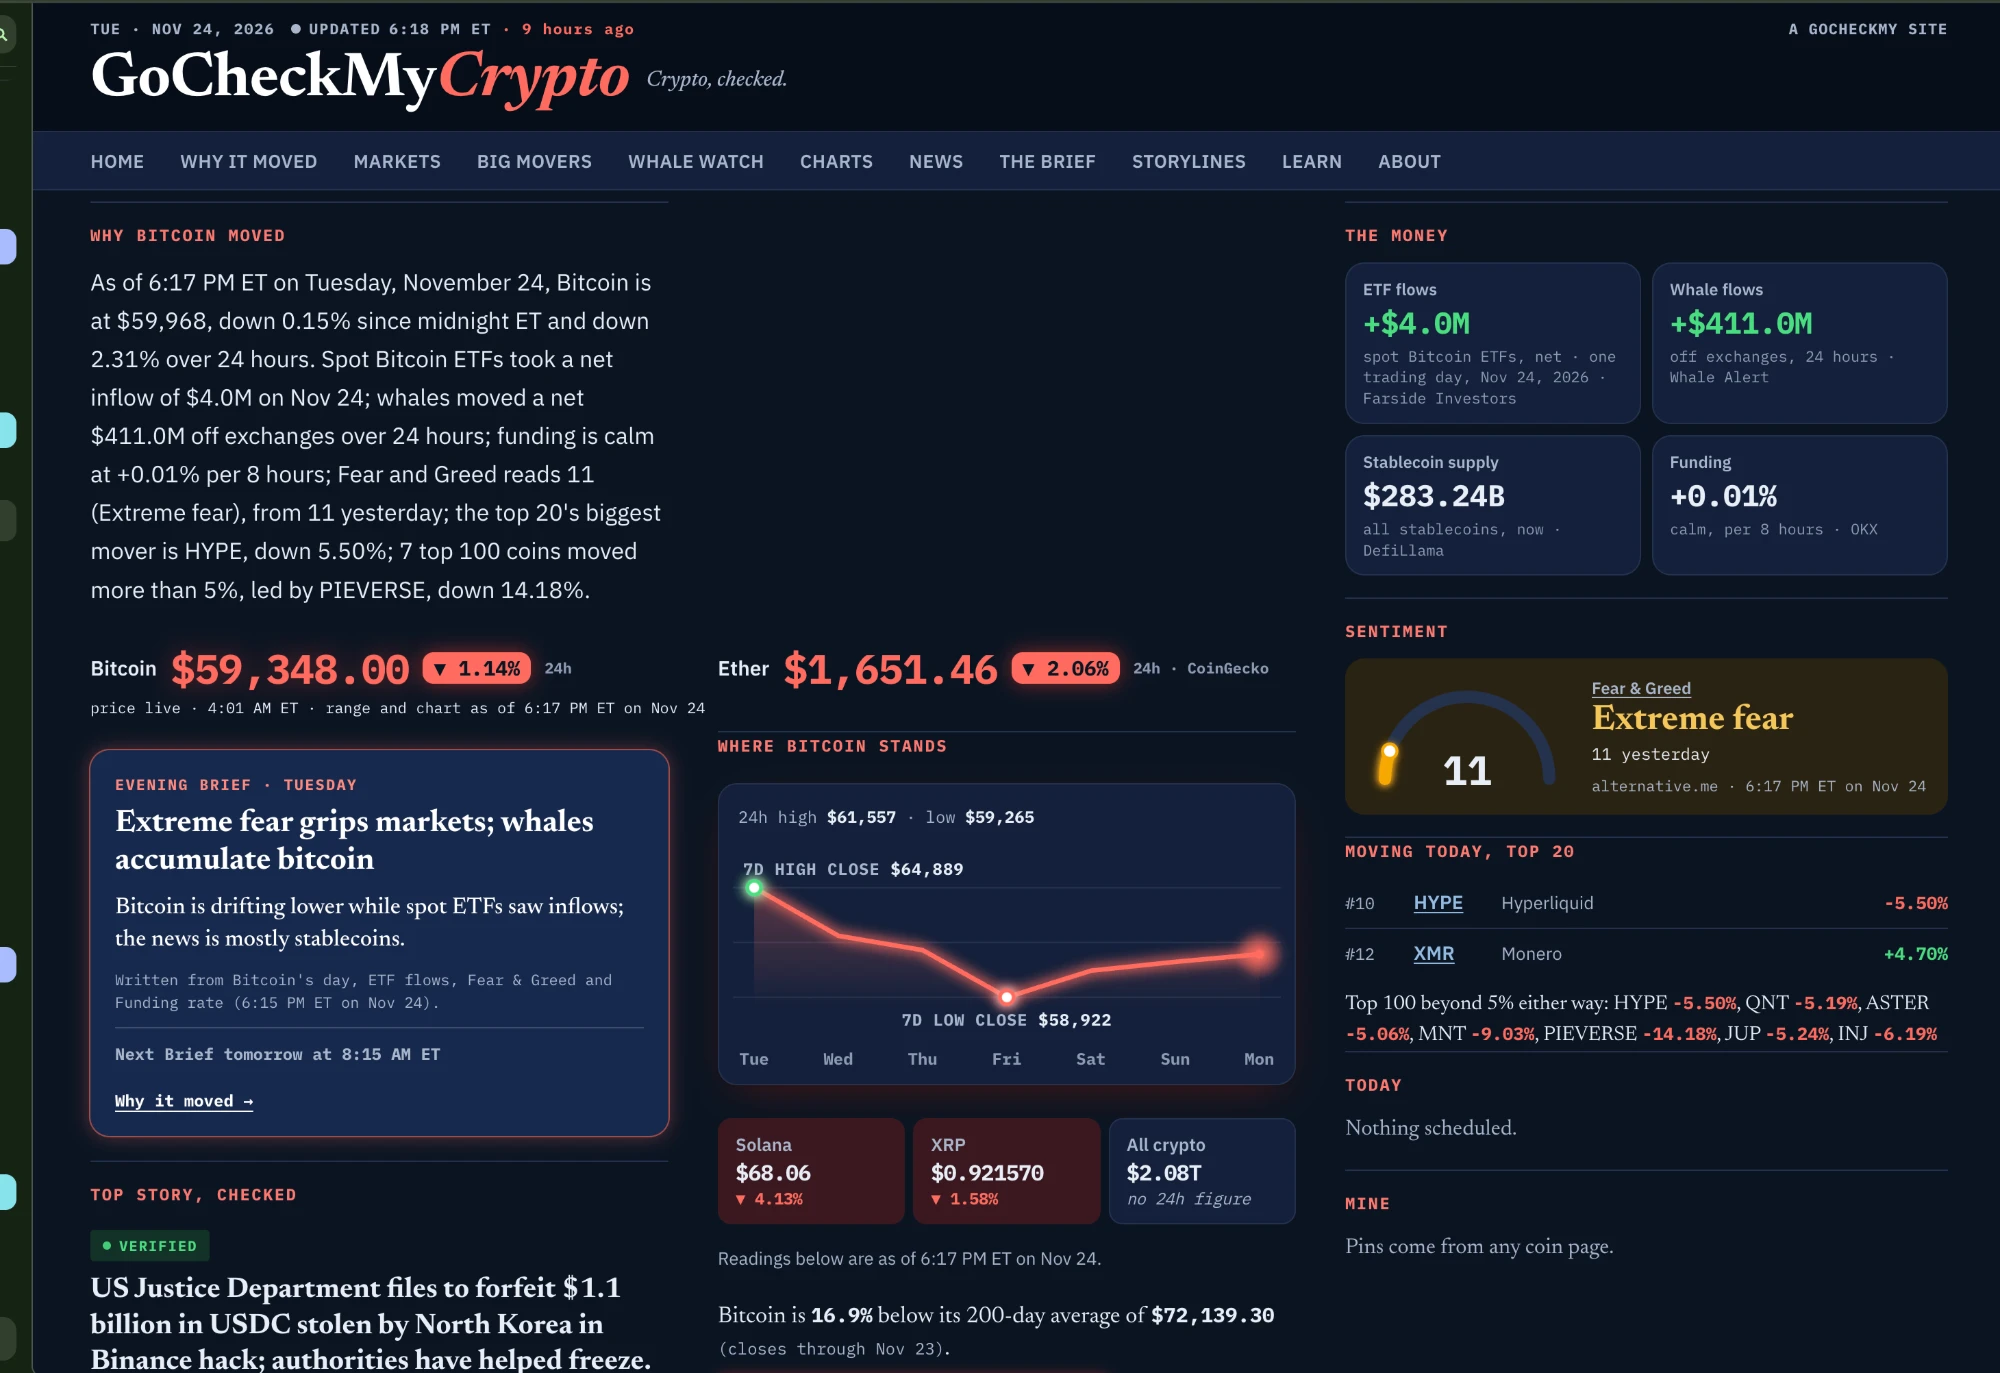 TUE · NOV 24, 2026 ● UPDATED 6:18 PM ET · 9 hours ago
A GOCHECKMY SITE
GoCheckMyCrypto Crypto, checked.
HOME WHY IT MOVED MARKETS BIG MOVERS WHALE WATCH CHARTS NEWS THE BRIEF STORYLINES LEARN ABOUT
WHY BITCOIN MOVED
As of 6:17 PM ET on Tuesday, November 24, Bitcoin is
at $59,968, down 0.15% since midnight ET and down
2.31% over 24 hours. Spot Bitcoin ETFs took a net
inflow of $4.0M on Nov 24; whales moved a net
$411.0M off exchanges over 24 hours; funding is calm
at +0.01% per 8 hours; Fear and Greed reads 11
(Extreme fear), from 11 yesterday; the top 20's biggest
mover is HYPE, down 5.50%; 7 top 100 coins moved
more than 5%, led by PIEVERSE, down 14.18%.
Bitcoin $59,348.00 ▼ 1.14% 24h
price live · 4:01 AM ET · range and chart as of 6:17 PM ET on Nov 24
EVENING BRIEF · TUESDAY
Extreme fear grips markets; whales
accumulate bitcoin
Bitcoin is drifting lower while spot ETFs saw inflows;
the news is mostly stablecoins.
Written from Bitcoin's day, ETF flows, Fear & Greed and
Funding rate (6:15 PM ET on Nov 24).
Next Brief tomorrow at 8:15 AM ET
Why it moved →
TOP STORY, CHECKED
● VERIFIED
US Justice Department files to forfeit $1.1
billion in USDC stolen by North Korea in
Binance hack; authorities have helped freeze.
Ether $1,651.46 ▼ 2.06% 24h · CoinGecko
WHERE BITCOIN STANDS
24h high $61,557 · low $59,265
7D HIGH CLOSE $64,889
7D LOW CLOSE $58,922
Tue Wed Thu Fri Sat Sun Mon
Solana
$68.06
▼ 4.13%
XRP
$0.921570
▼ 1.58%
All crypto
$2.08T
no 24h figure
Readings below are as of 6:17 PM ET on Nov 24.
Bitcoin is 16.9% below its 200-day average of $72,139.30
(closes through Nov 23).
THE MONEY
ETF flows
+$4.0M
spot Bitcoin ETFs, net · one
trading day, Nov 24, 2026 ·
Farside Investors
Whale flows
+$411.0M
off exchanges, 24 hours ·
Whale Alert
Stablecoin supply
$283.24B
all stablecoins, now ·
DefiLlama
Funding
+0.01%
calm, per 8 hours · OKX
SENTIMENT
11
Fear & Greed
Extreme fear
11 yesterday
alternative.me · 6:17 PM ET on Nov 24
MOVING TODAY, TOP 20
#10 HYPE Hyperliquid -5.50%
#12 XMR Monero +4.70%
Top 100 beyond 5% either way: HYPE -5.50%, QNT -5.19%, ASTER
-5.06%, MNT -9.03%, PIEVERSE -14.18%, JUP -5.24%, INJ -6.19%
TODAY
Nothing scheduled.
MINE
Pins come from any coin page.